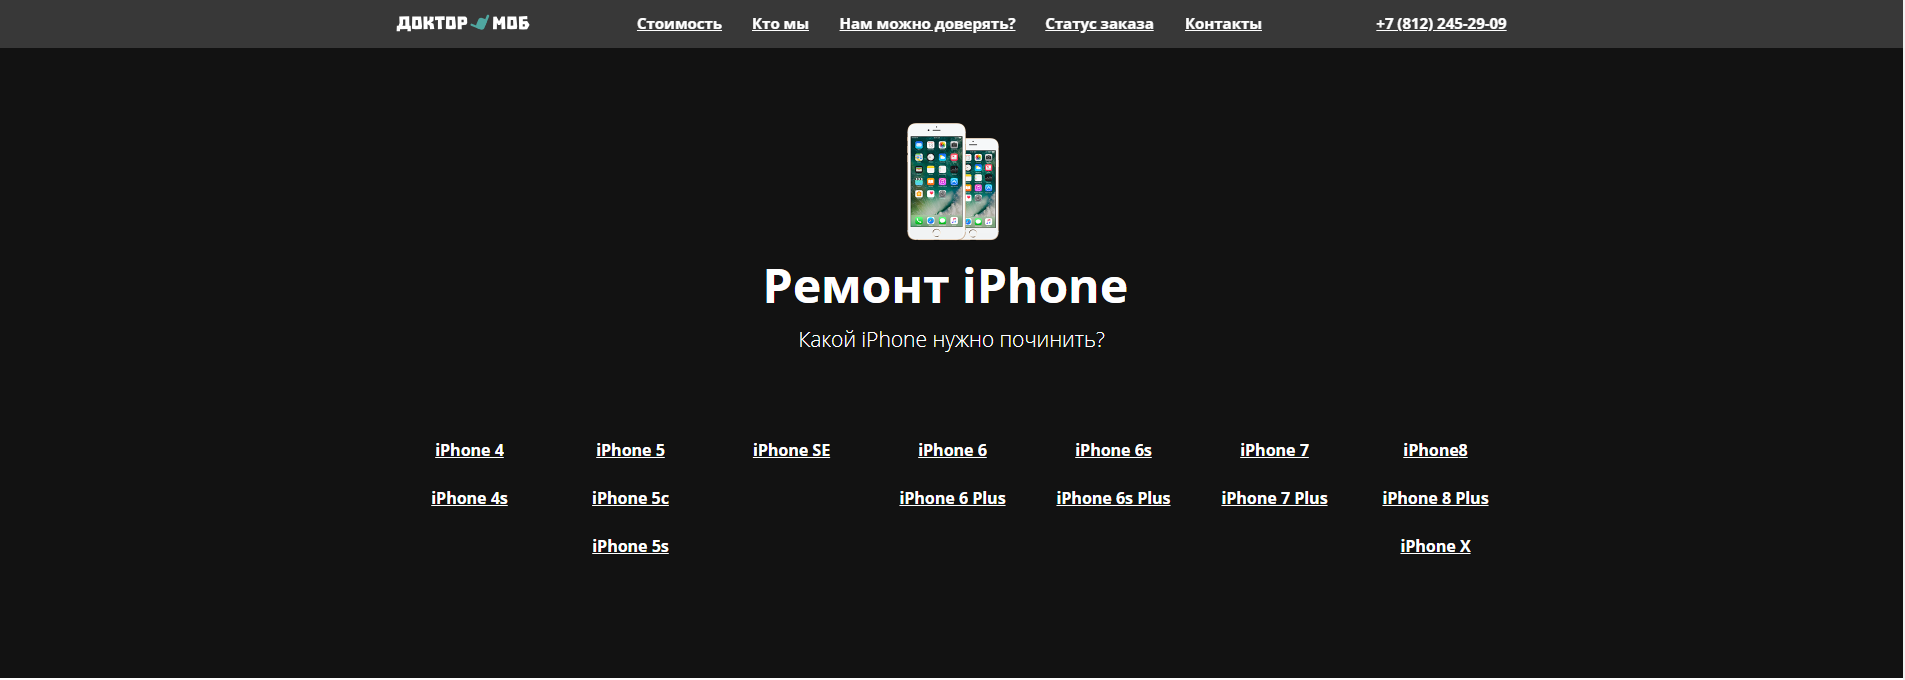 ДОКТОР МОБ Стоимость Кто мы Нам можно доверять? Статус заказа Контакты +7 (812) 245-29-09
Ремонт iPhone
Какой iPhone нужно починить?
iPhone 4 iPhone 5 iPhone SE iPhone 6 iPhone 6s iPhone 7 iPhone8
iPhone 4s iPhone 5c iPhone 6 Plus iPhone 6s Plus iPhone 7 Plus iPhone 8 Plus
iPhone 5s iPhone X